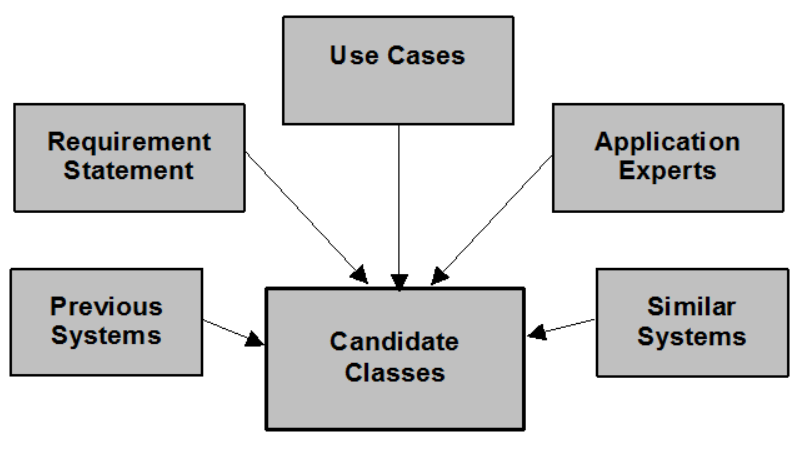 Use Cases
Requirement
Statement
Application
Experts
Previous
Systems
Candidate
Classes
Similar
Systems